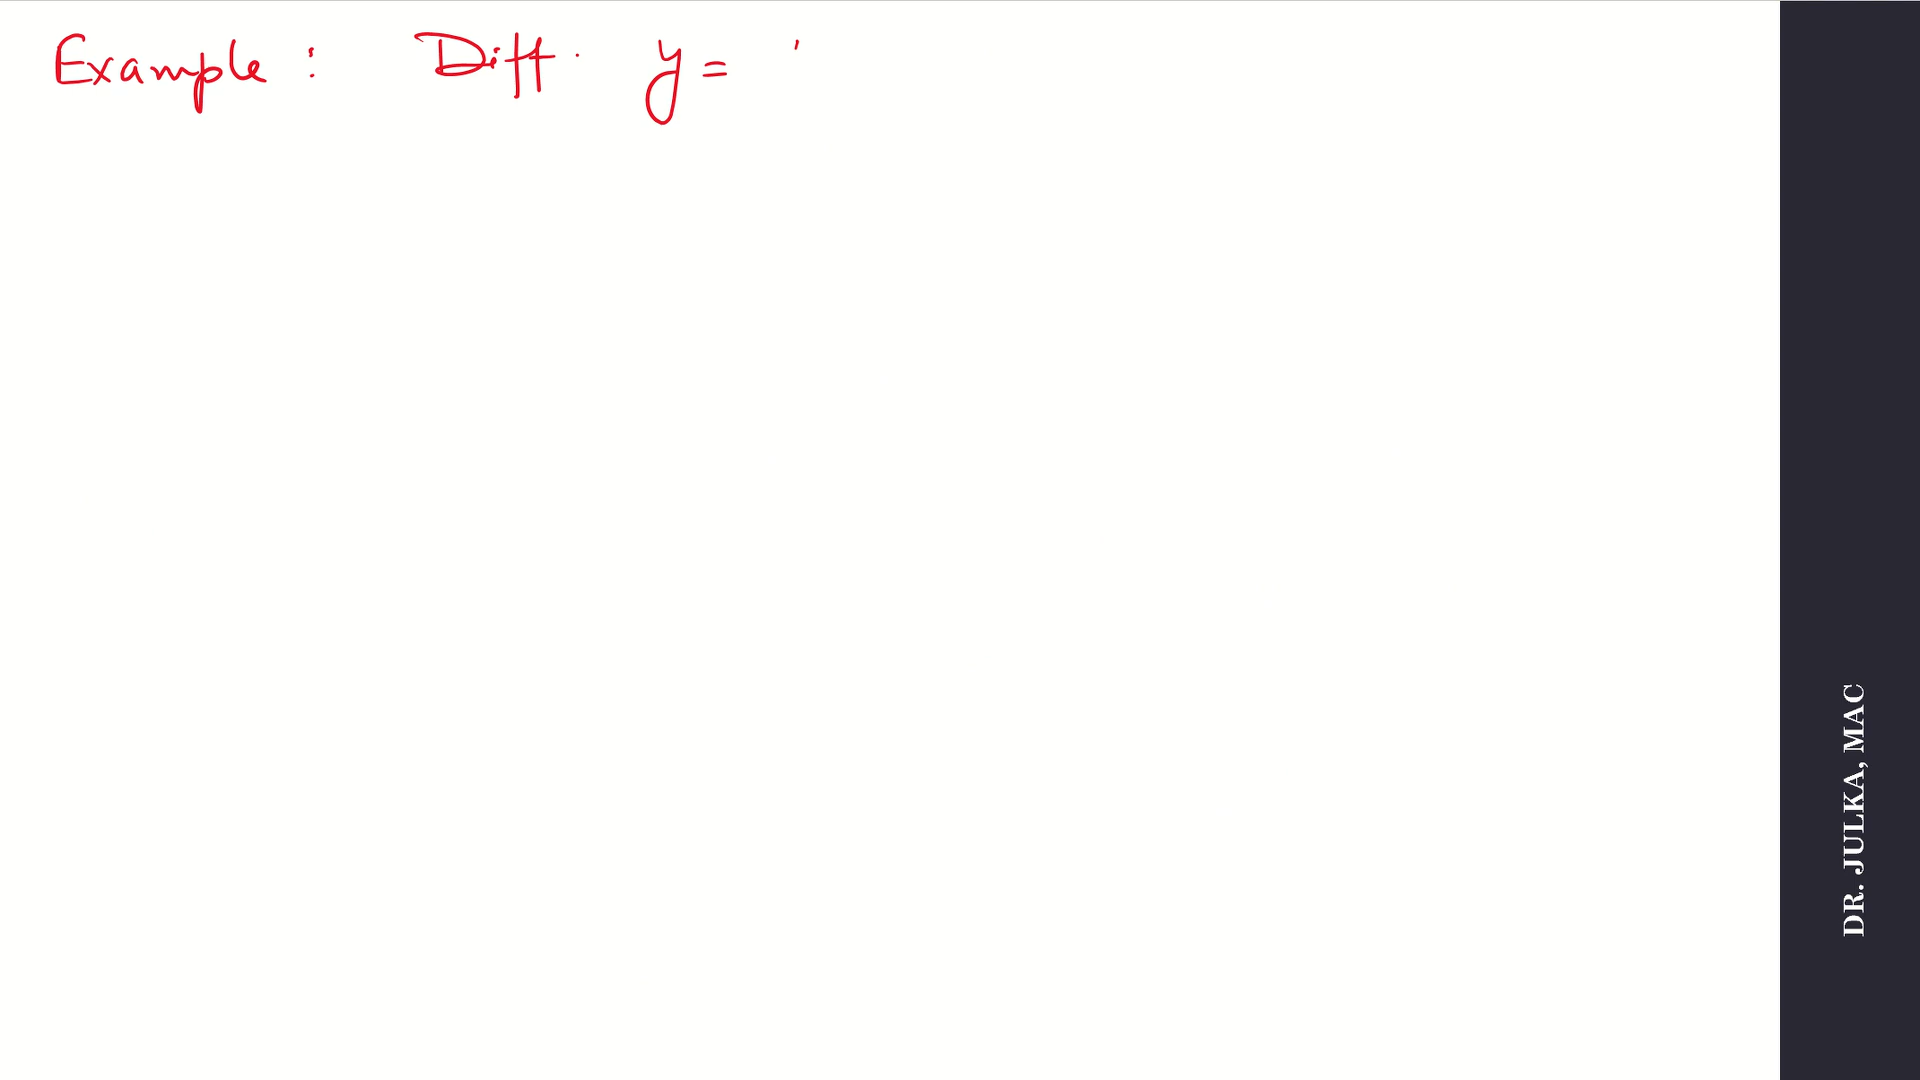 Example : Diff. y =
DR. JULKA, MAC